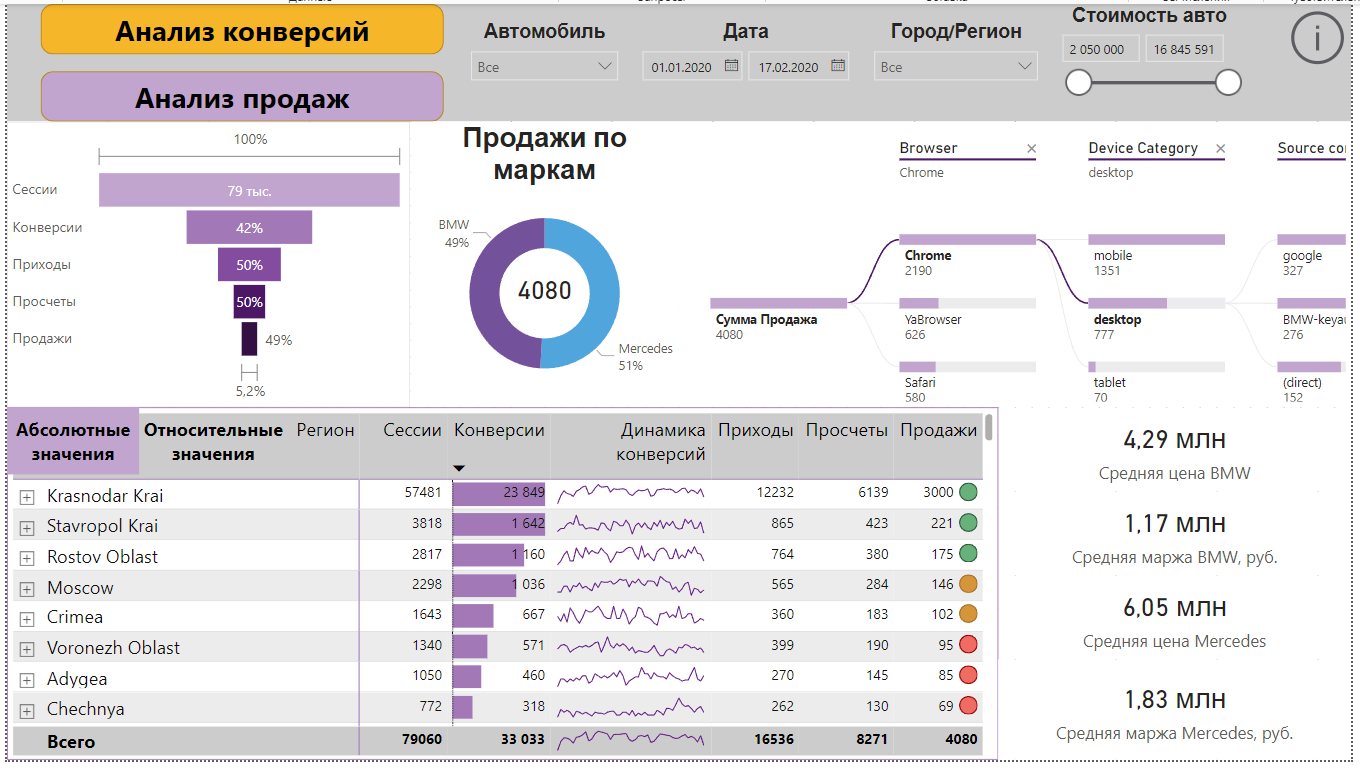 Анализ конверсий
Анализ продаж
Автомобиль
Все
Дата
01.01.2020
17.02.2020
Город/Регион
Все
Стоимость авто
2 050 000
16 845 591
i
100%
Сессии
79 тыс.
Конверсии
42%
Приходы
50%
Просчеты
50%
Продажи
49%
5,2%
Продажи по
маркам
BMW
49%
4080
Mercedes
51%
Browser
Chrome
Device Category
desktop
Source
Сумма Продажа
4080
Chrome
2190
YaBrowser
626
Safari
580
mobile
1351
desktop
777
tablet
70
google
327
276
(direct)
152
Абсолютные
значения
Относительные
значения
Регион Сессии Конверсии Динамика конверсий Приходы Просчеты Продажи
Krasnodar Krai 57481 23 849 12232 6139 3000
Stavropol Krai 3818 1 642 865 423 221
Rostov Oblast 2817 1 160 764 380 175
Moscow 2298 1 036 565 284 146
Crimea 1643 667 360 183 102
Voronezh Oblast 1340 571 399 190 95
Adygea 1050 460 270 145 85
Chechnya 772 318 262 130 69
Всего 79060 33 033 16536 8271 4080
4,29 млн
Средняя цена BMW
1,17 млн
Средняя маржа BMW, руб.
6,05 млн
Средняя цена Mercedes
1,83 млн
Средняя маржа Mercedes, руб.